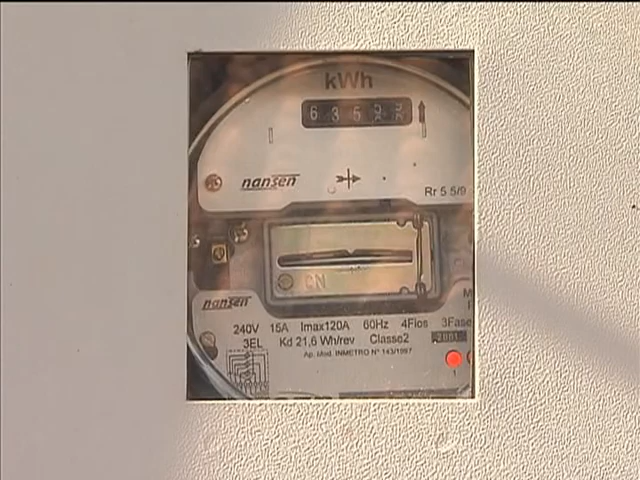 kWh
6 3 5
nansen
Rr 5 5/9
CN
nansen
240V 15A Imax120A 60Hz 4Fios 3Fase
3EL Kd 21,6 Wh/rev Classe2
Ap. Mod. INMETRO Nº 143/1997